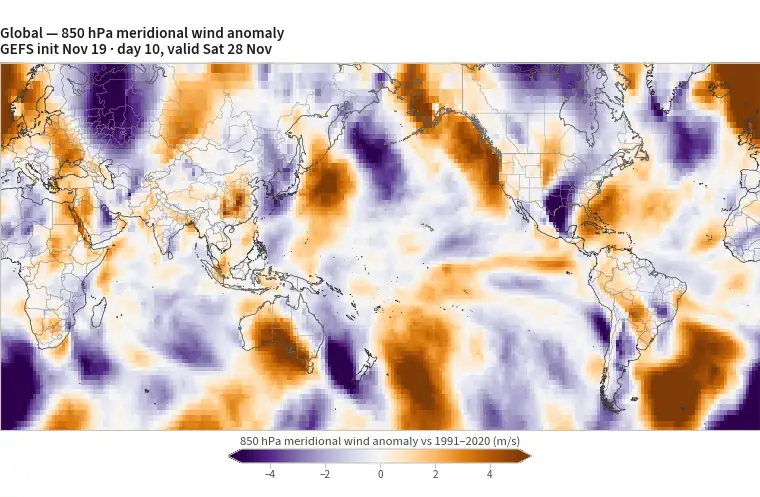 Global — 850 hPa meridional wind anomaly
GEFS init Nov 19 · day 10, valid Sat 28 Nov
850 hPa meridional wind anomaly vs 1991–2020 (m/s)
−4 −2 0 2 4